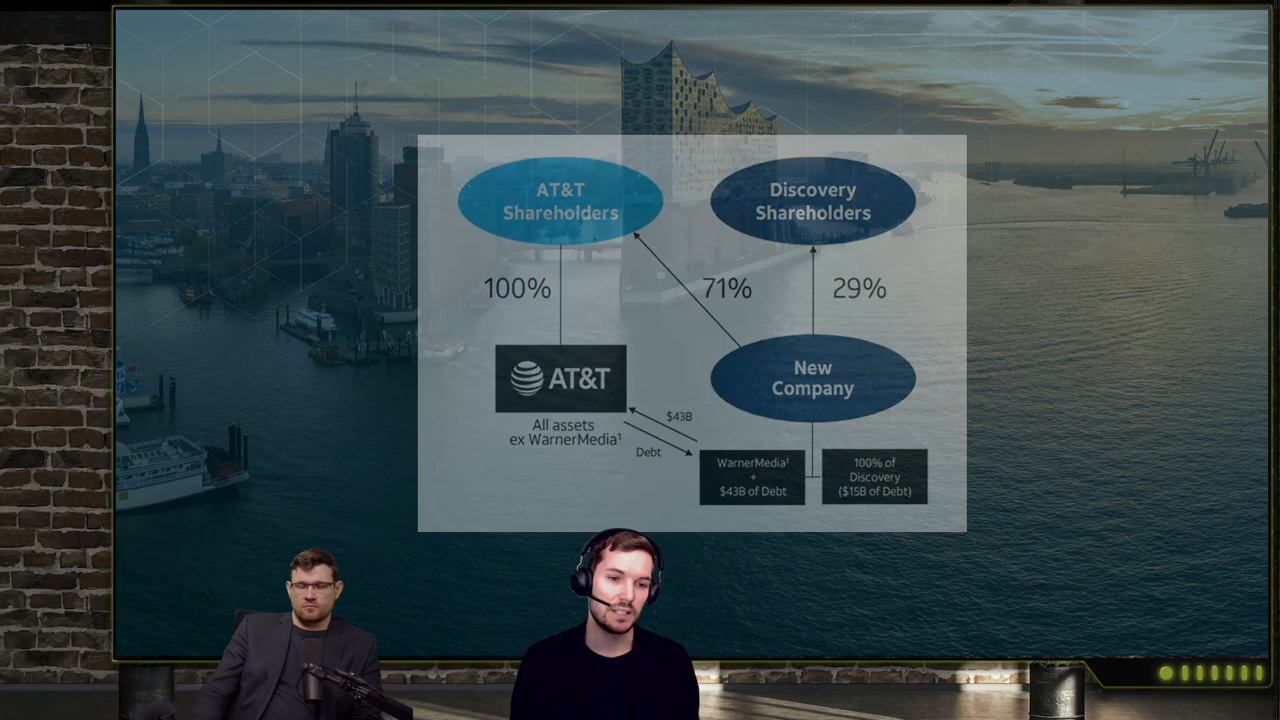 AT&T
Shareholders
Discovery
Shareholders
100%
71%
29%
AT&T
New
Company
All assets
ex WarnerMedia¹
$43B
Debt
WarnerMedia¹
+
$43B of Debt
100% of
Discovery
($15B of Debt)